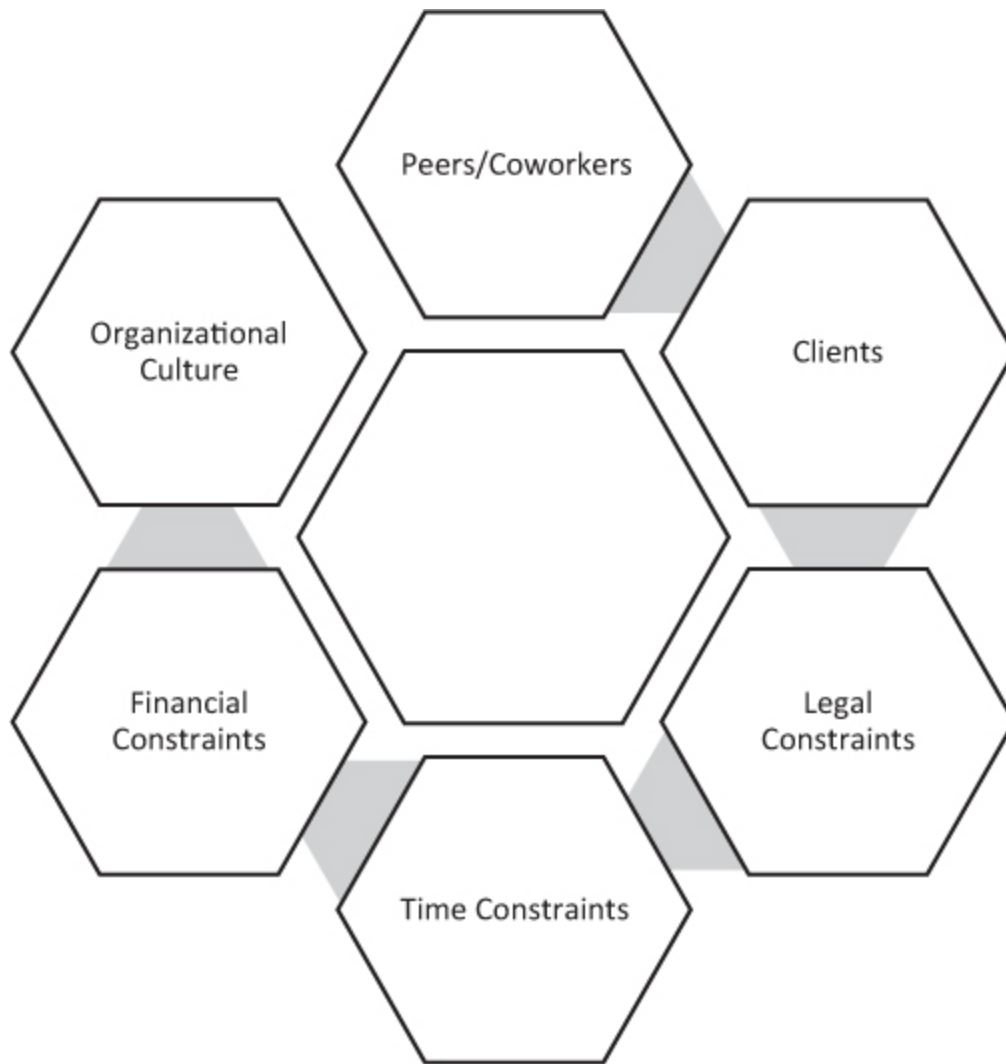 Peers/Coworkers
Clients
Legal
Constraints
Time Constraints
Financial
Constraints
Organizational
Culture